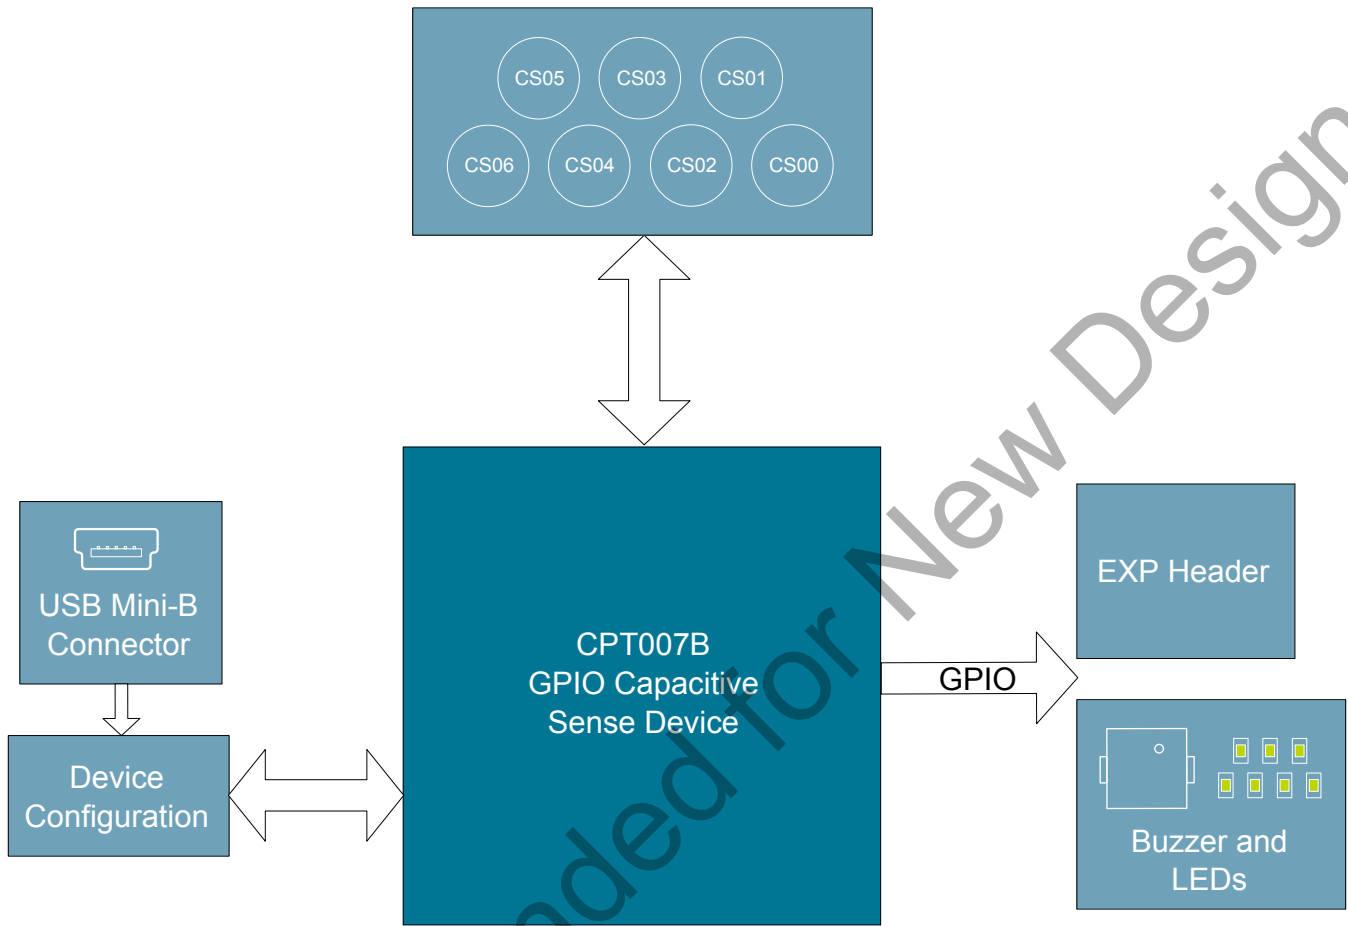 CS05 CS03 CS01
CS06 CS04 CS02 CS00
USB Mini-B
Connector
Device
Configuration
CPT007B
GPIO Capacitive
Sense Device
GPIO
EXP Header
Buzzer and
LEDs
nded for New Design